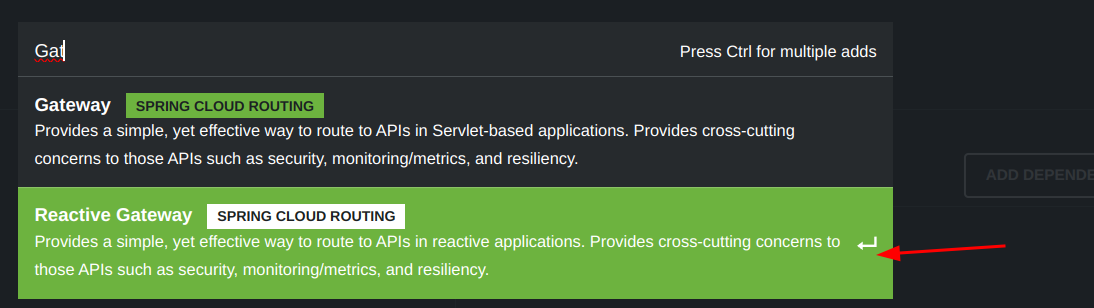 Gat
Press Ctrl for multiple adds
Gateway SPRING CLOUD ROUTING
Provides a simple, yet effective way to route to APIs in Servlet-based applications. Provides cross-cutting
concerns to those APIs such as security, monitoring/metrics, and resiliency.
ADD DEPENDE
Reactive Gateway SPRING CLOUD ROUTING
Provides a simple, yet effective way to route to APIs in reactive applications. Provides cross-cutting concerns to
those APIs such as security, monitoring/metrics, and resiliency.